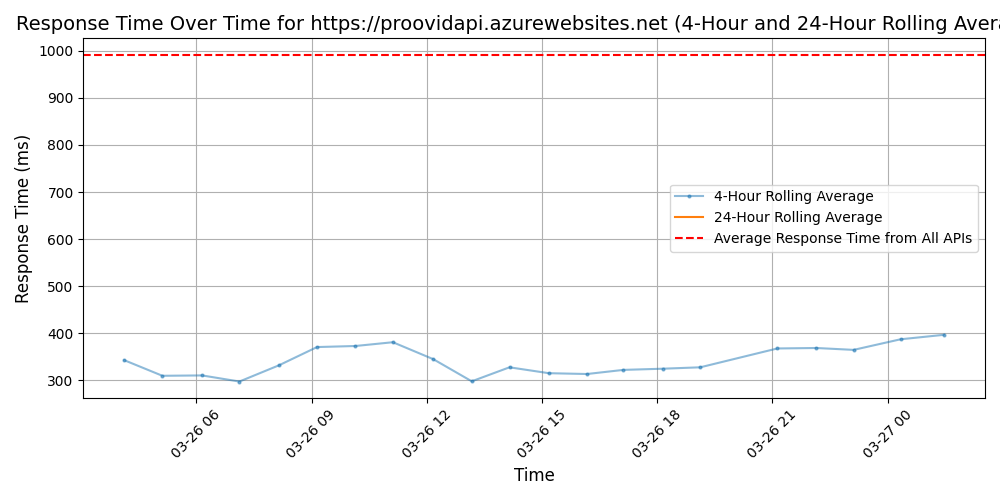 Response Time Over Time for https://proovidapi.azurewebsites.net (4-Hour and 24-Hour Rolling Avera
1000
900
800
700
600
500
400
300
Response Time (ms)
4-Hour Rolling Average
24-Hour Rolling Average
Average Response Time from All APIs
03-26 06
03-26 09
03-26 12
03-26 15
03-26 18
03-26 21
03-27 00
Time